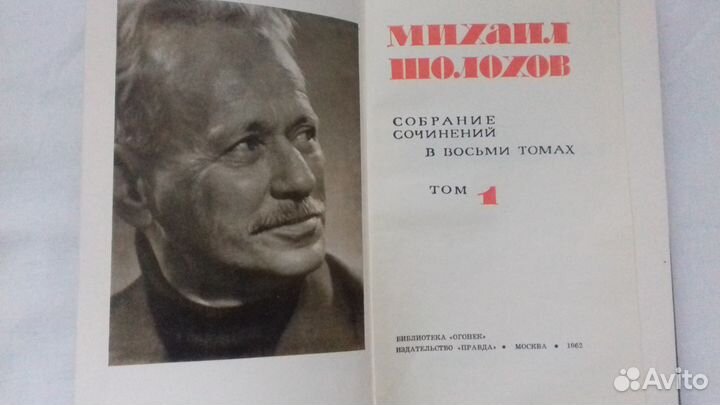 МИХАИЛ
ШОЛОХОВ
СОБРАНИЕ
СОЧИНЕНИЙ
В ВОСЬМИ ТОМАХ
ТОМ 1
БИБЛИОТЕКА «ОГОНЕК»
ИЗДАТЕЛЬСТВО «ПРАВДА» • МОСКВА • 1962
Avito